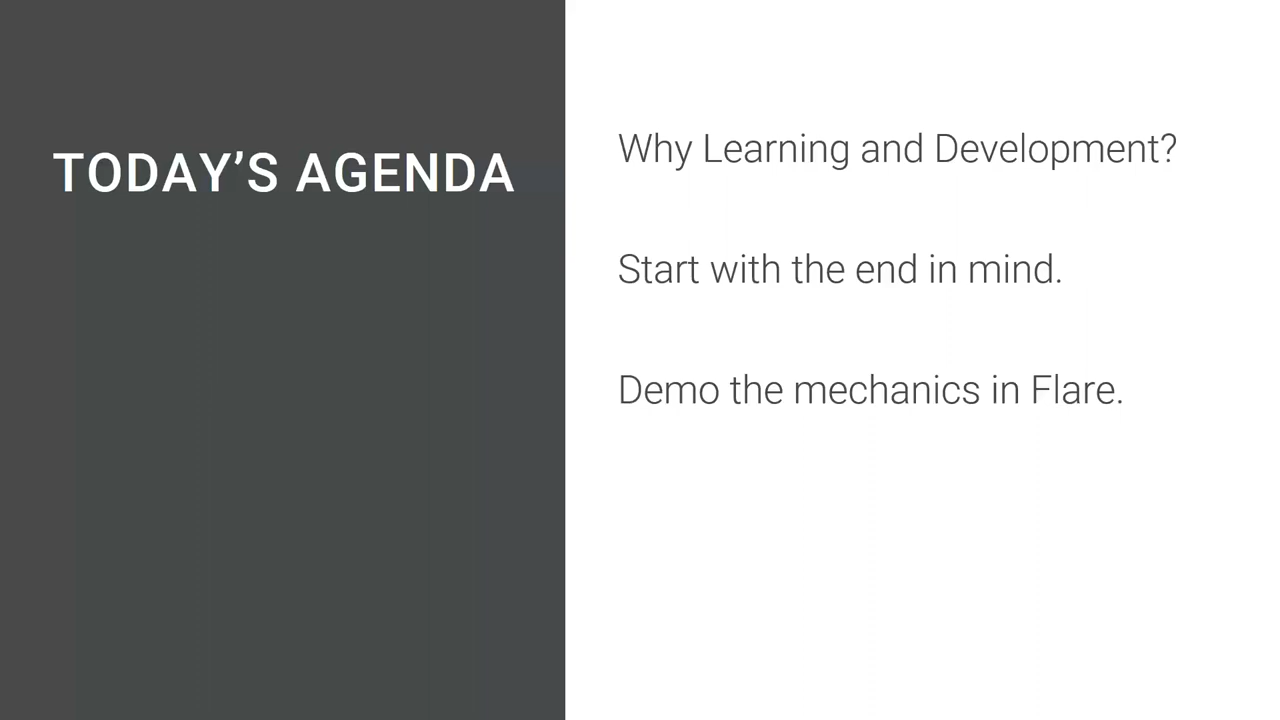 TODAY’S AGENDA
Why Learning and Development?
Start with the end in mind.
Demo the mechanics in Flare.